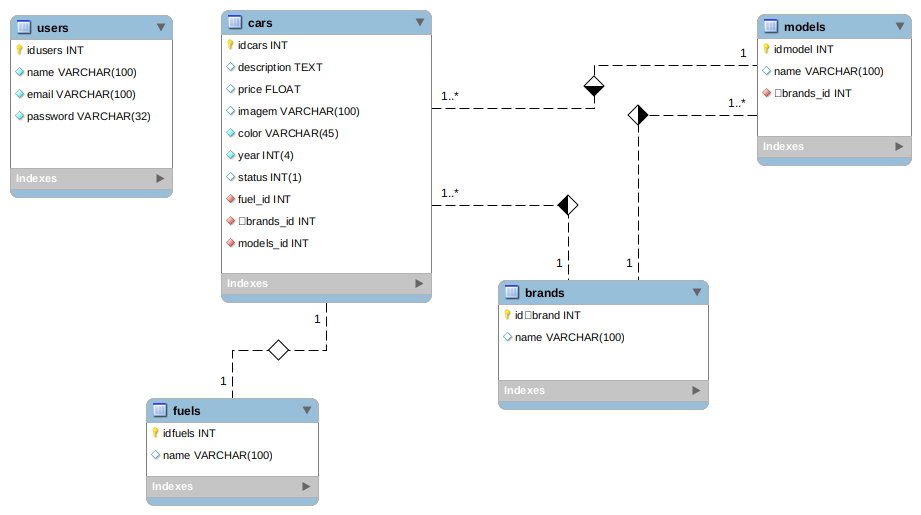 users
idusers INT
name VARCHAR(100)
email VARCHAR(100)
password VARCHAR(32)
Indexes
cars
idcars INT
description TEXT
price FLOAT
imagem VARCHAR(100)
color VARCHAR(45)
year INT(4)
status INT(1)
fuel_id INT
□brands_id INT
models_id INT
Indexes
models
idmodel INT
name VARCHAR(100)
□brands_id INT
Indexes
1
1..*
1..*
1..*
1
1
brands
id□brand INT
name VARCHAR(100)
Indexes
1
1
fuels
idfuels INT
name VARCHAR(100)
Indexes